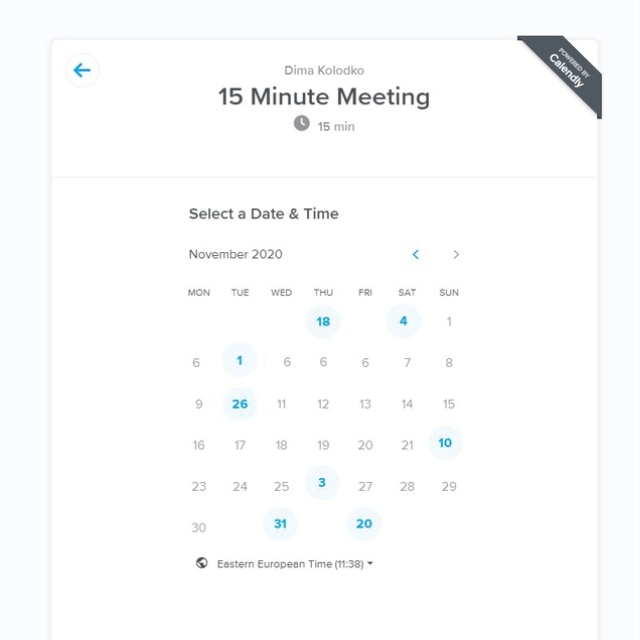 POWERED BY
Calendly
Dima Kolodko
15 Minute Meeting
15 min
Select a Date & Time
November 2020
MON TUE WED THU FRI SAT SUN
18 4 1
6 1 6 6 6 7 8
9 26 11 12 13 14 15
16 17 18 19 20 21 10
23 24 25 3 27 28 29
30 31 20
Eastern European Time (11:38)